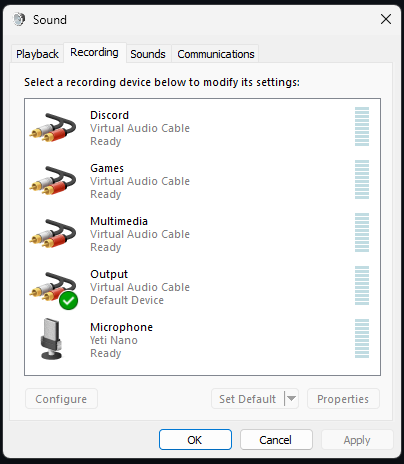 Sound
Playback Recording Sounds Communications
Select a recording device below to modify its settings:
Discord
Virtual Audio Cable
Ready
Games
Virtual Audio Cable
Ready
Multimedia
Virtual Audio Cable
Ready
Output
Virtual Audio Cable
Default Device
Microphone
Yeti Nano
Ready
Configure Set Default Properties
OK Cancel Apply